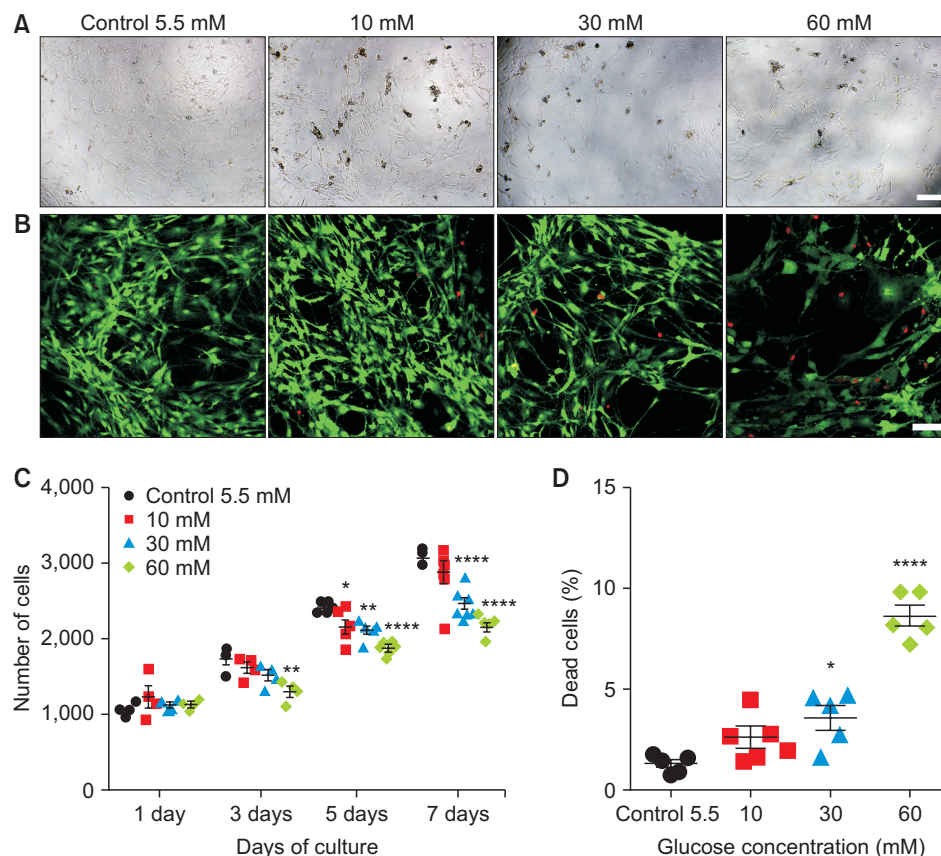 A Control 5.5 mM 10 mM 30 mM 60 mM
B
C
4,000
3,000
2,000
1,000
0
Number of cells
Control 5.5 mM
10 mM
30 mM
60 mM
**
*
**
****
****
****
1 day 3 days 5 days 7 days
Days of culture
D
15
10
5
0
Dead cells (%)
*
****
Control 5.5 10 30 60
Glucose concentration (mM)